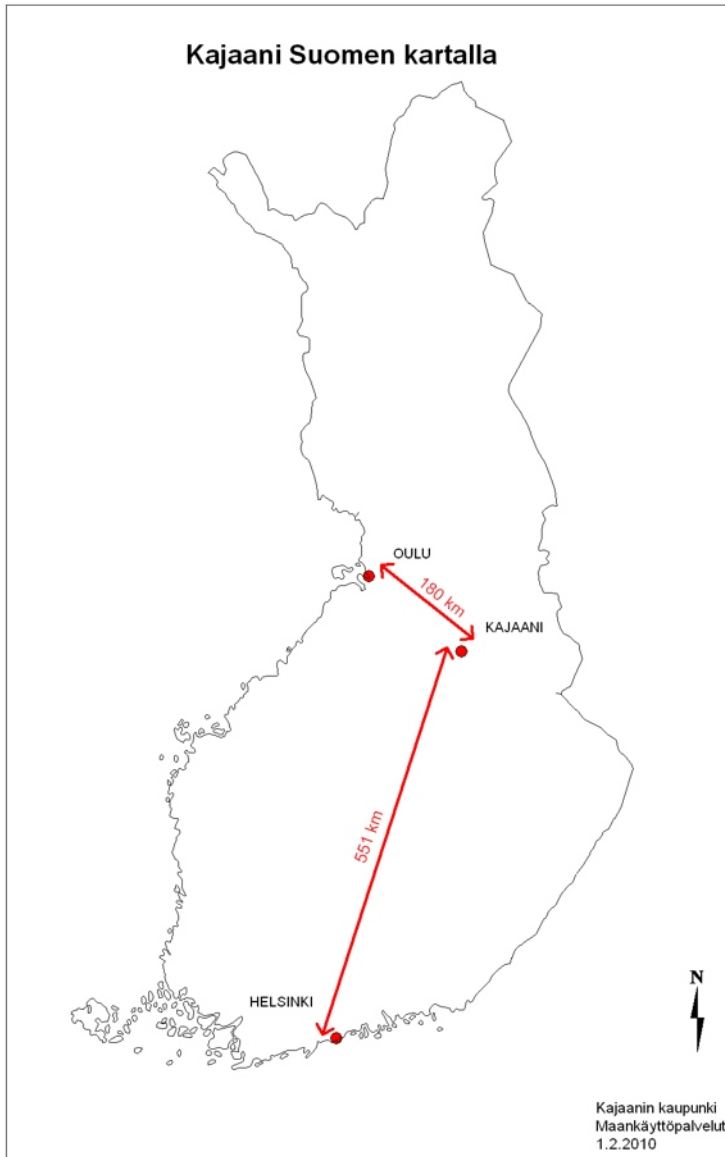 Kajaani Suomen kartalla
OULU
180 km
KAJAANI
551 km
HELSINKI
N
Kajaanin kaupunki
Maankäyttöpalvelut
1.2.2010